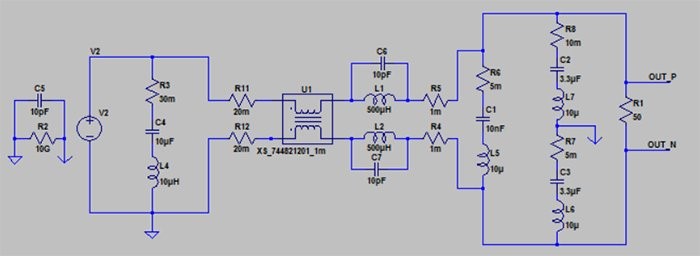 C5
10pF
R2
10G
V2
V2
R3
30m
C4
10µF
L4
10µH
R11
20m
R12
20m
U1
XS_744821201_1m
C6
10pF
L1
500µH
L2
500µH
C7
10pF
R5
1m
R4
1m
R6
5m
C1
10nF
L5
10µ
R8
10m
C2
3.3µF
L7
10µ
R7
5m
C3
3.3µF
L6
10µ
R1
50
OUT_P
OUT_N